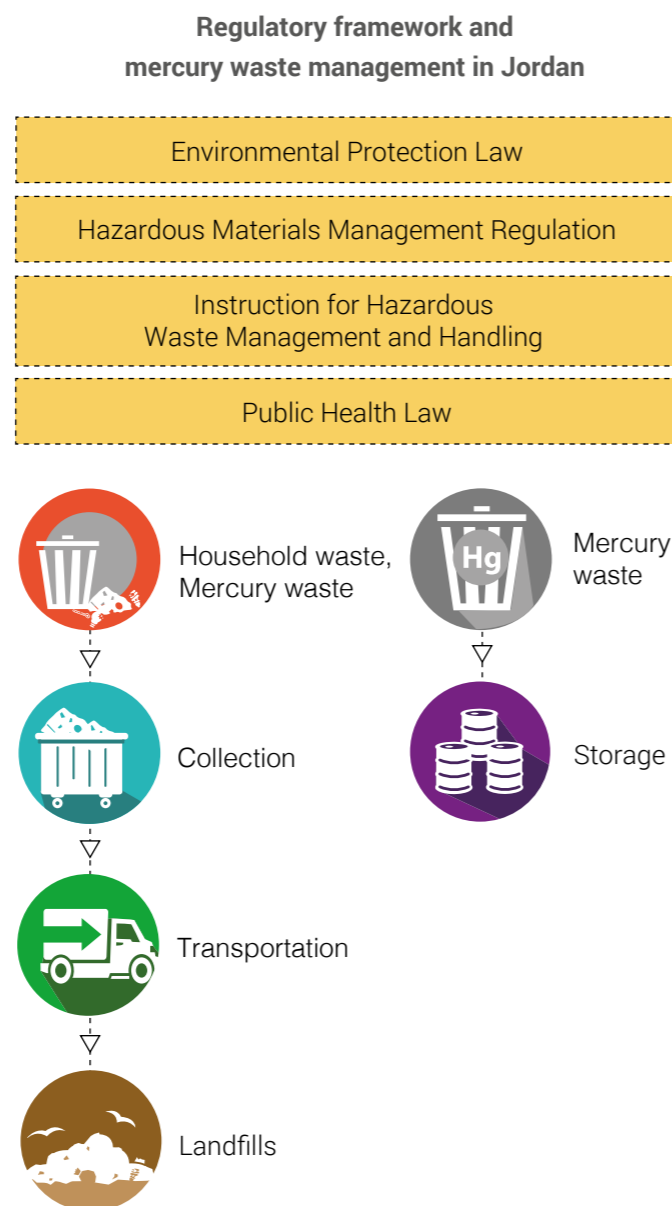 Regulatory framework and
mercury waste management in Jordan
Environmental Protection Law
Hazardous Materials Management Regulation
Instruction for Hazardous
Waste Management and Handling
Public Health Law
Household waste,
Mercury waste
Hg
Mercury
waste
Collection
Storage
Transportation
Landfills